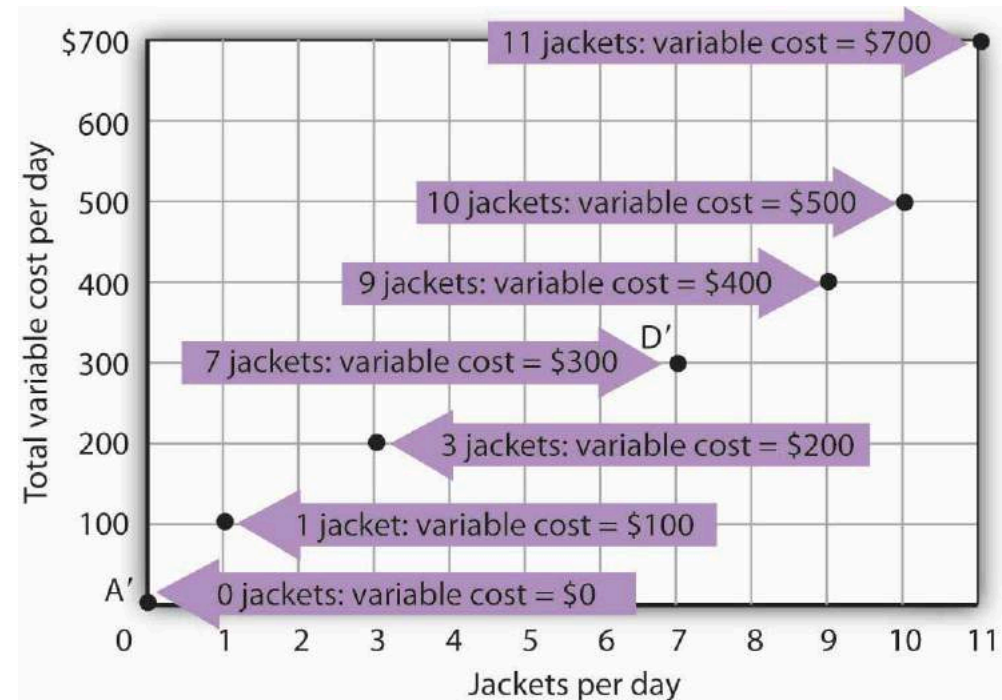 $700
11 jackets: variable cost = $700
600
500
10 jackets: variable cost = $500
400
9 jackets: variable cost = $400
D′
300
7 jackets: variable cost = $300
200
3 jackets: variable cost = $200
100
1 jacket: variable cost = $100
A′
0 jackets: variable cost = $0
0 1 2 3 4 5 6 7 8 9 10 11
Jackets per day
Total variable cost per day